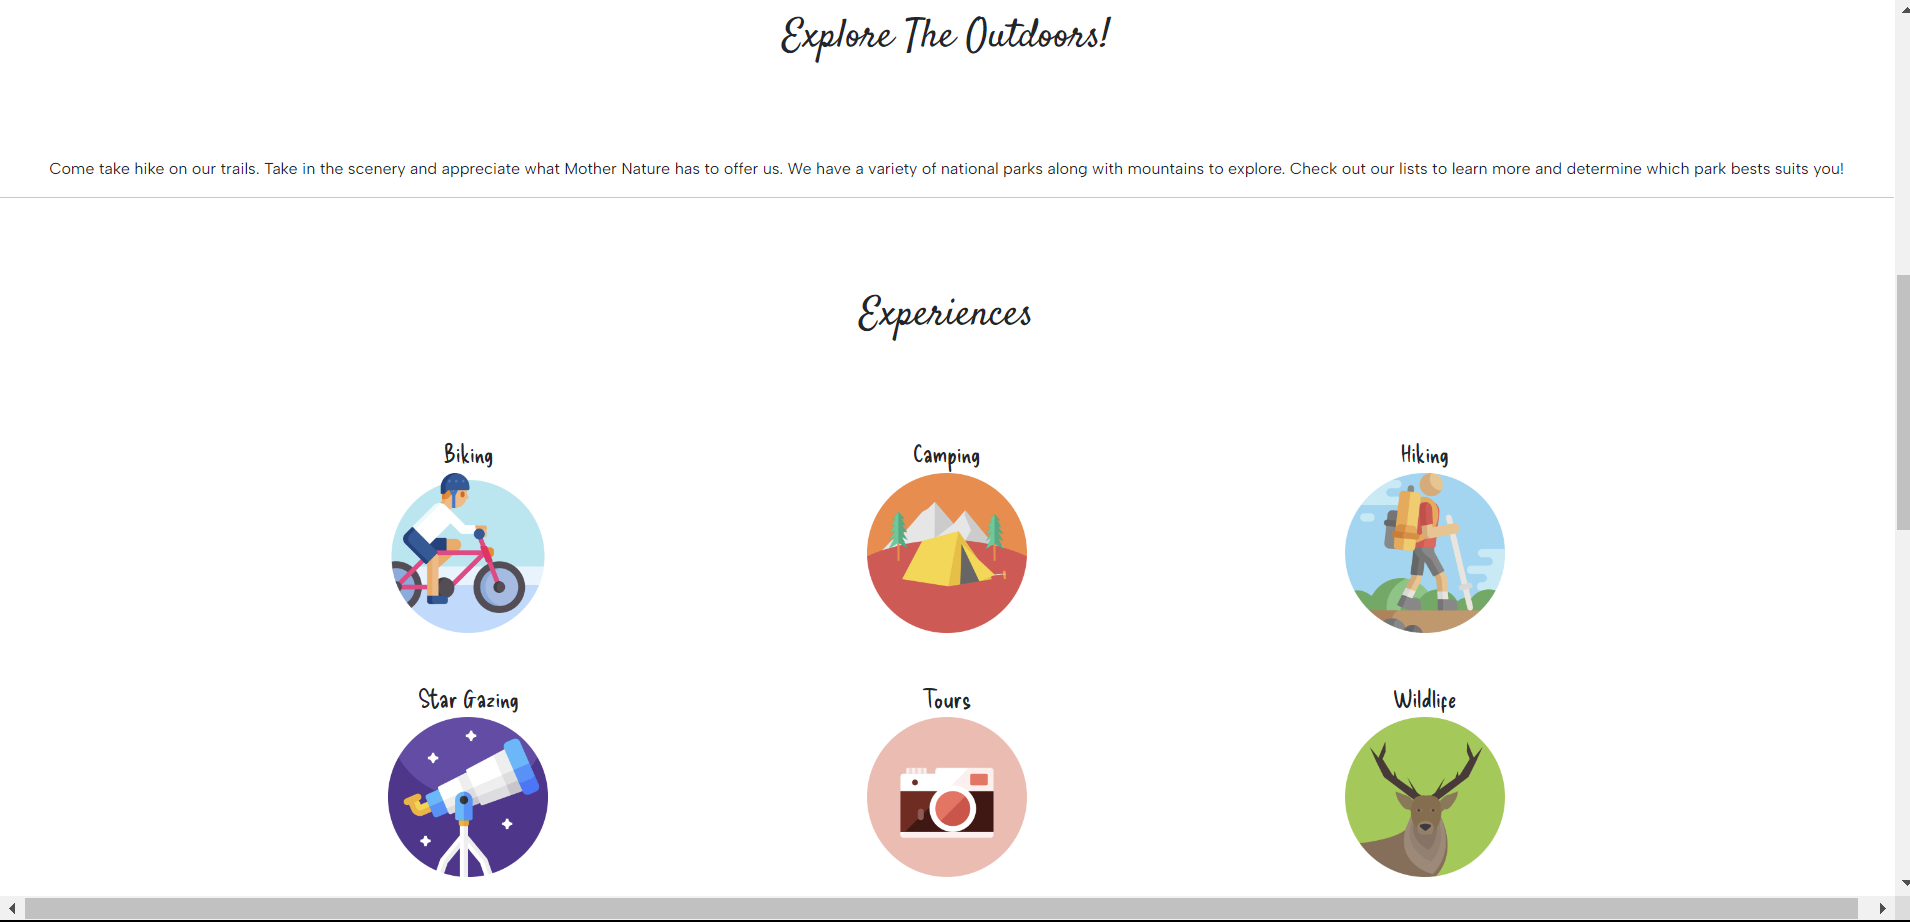 Explore The Outdoors!
Come take hike on our trails. Take in the scenery and appreciate what Mother Nature has to offer us. We have a variety of national parks along with mountains to explore. Check out our lists to learn more and determine which park bests suits you!
Experiences
Biking
Camping
Hiking
Star Gazing
Tours
Wildlife